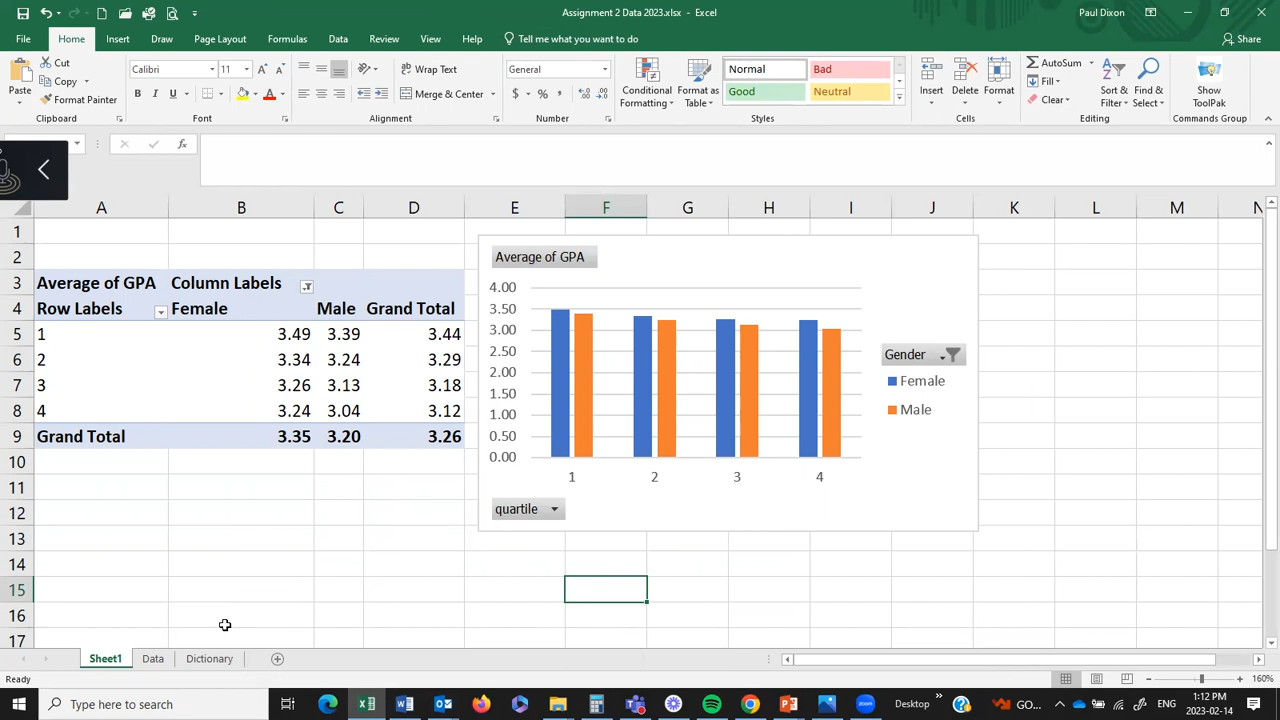 Assignment 2 Data 2023.xlsx - Excel
Paul Dixon
File Home Insert Draw Page Layout Formulas Data Review View Help Tell me what you want to do Share
Paste
Cut
Copy
Format Painter
Clipboard
Calibri 11
B I U
Font
Wrap Text
Merge & Center
Alignment
General
$ % ,
Number
Conditional Formatting
Format as Table
Normal Bad
Good Neutral
Styles
Insert Delete Format
Cells
AutoSum
Fill
Clear
Sort & Filter
Find & Select
Editing
Show ToolPak
Commands Group
fx
A B C D E F G H I J K L M N
1
2
3 Average of GPA Column Labels
4 Row Labels Female Male Grand Total
5 1 3.49 3.39 3.44
6 2 3.34 3.24 3.29
7 3 3.26 3.13 3.18
8 4 3.24 3.04 3.12
9 Grand Total 3.35 3.20 3.26
10
11
12
13
14
15
16
17
Average of GPA
4.00
3.50
3.00
2.50
2.00
1.50
1.00
0.50
0.00
1 2 3 4
quartile
Gender
Female
Male
Sheet1 Data Dictionary
Ready
160%
Type here to search
Desktop
GO...
ENG
1:12 PM
2023-02-14